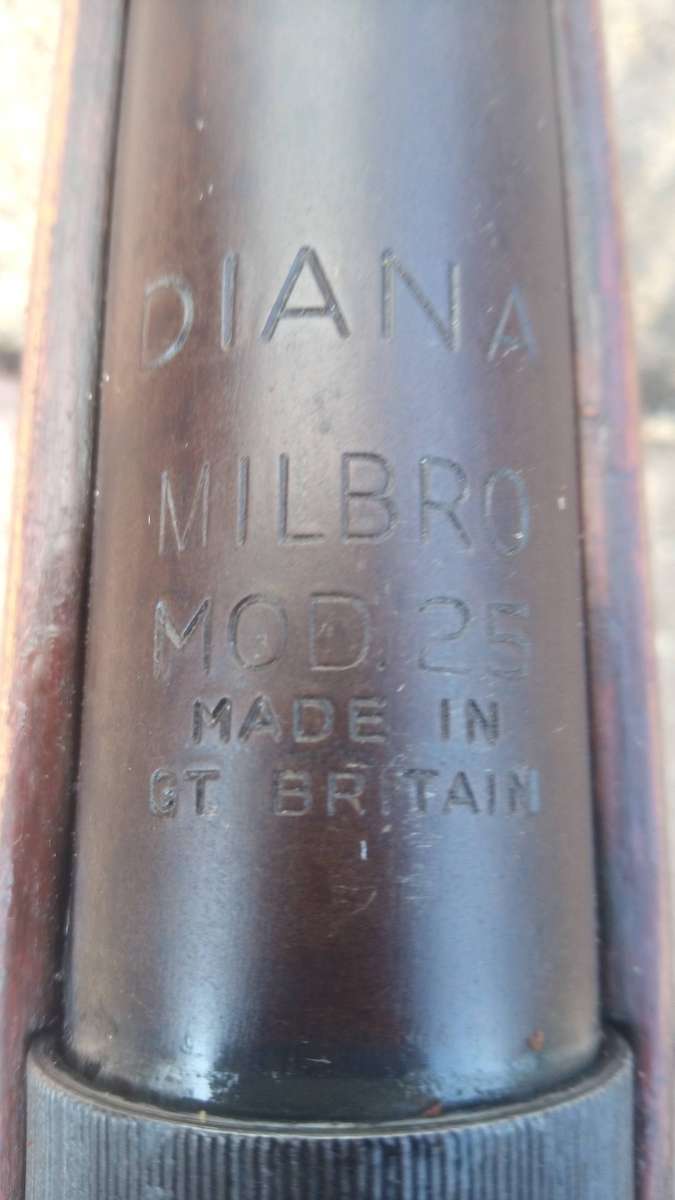 DIANA
MILBRO
MOD. 25
MADE IN
GT. BRITAIN